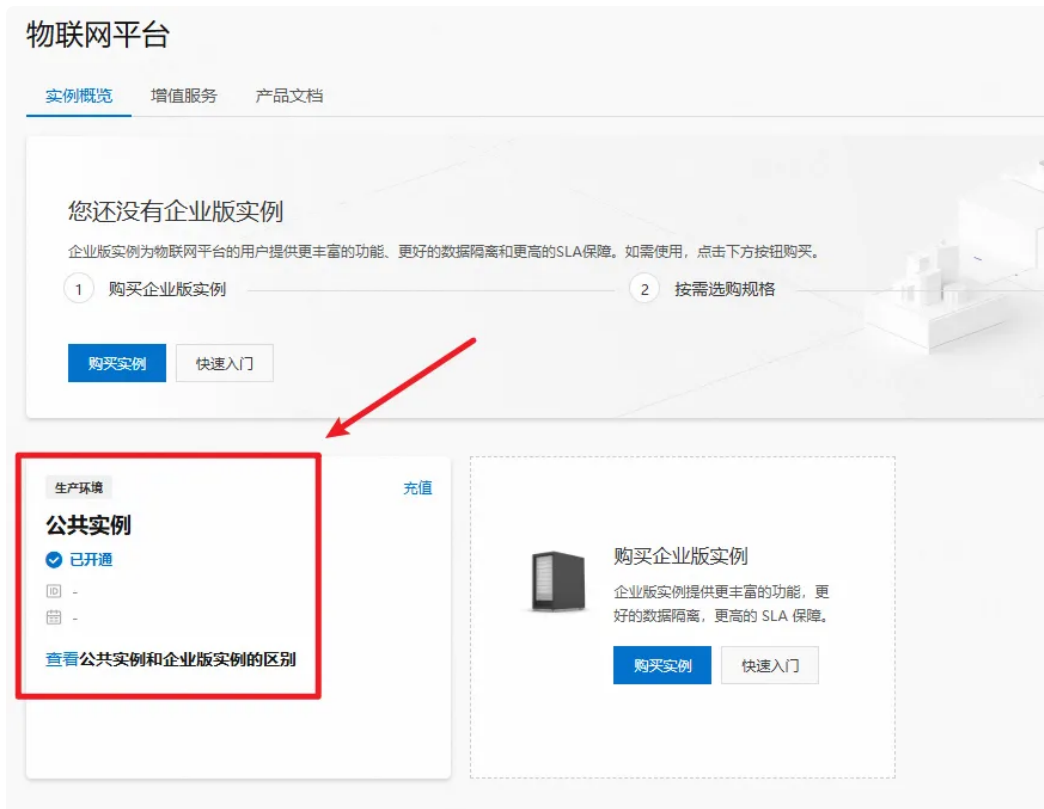 物联网平台
实例概览 增值服务 产品文档
您还没有企业版实例
企业版实例为物联网平台的用户提供更丰富的功能、更好的数据隔离和更高的SLA保障。如需使用，点击下方按钮购买。
1 购买企业版实例 2 按需选购规格
购买实例 快速入门
生产环境 充值
公共实例
已开通
ID -
-
查看公共实例和企业版实例的区别
购买企业版实例
企业版实例提供更丰富的功能，更
好的数据隔离，更高的 SLA 保障。
购买实例 快速入门